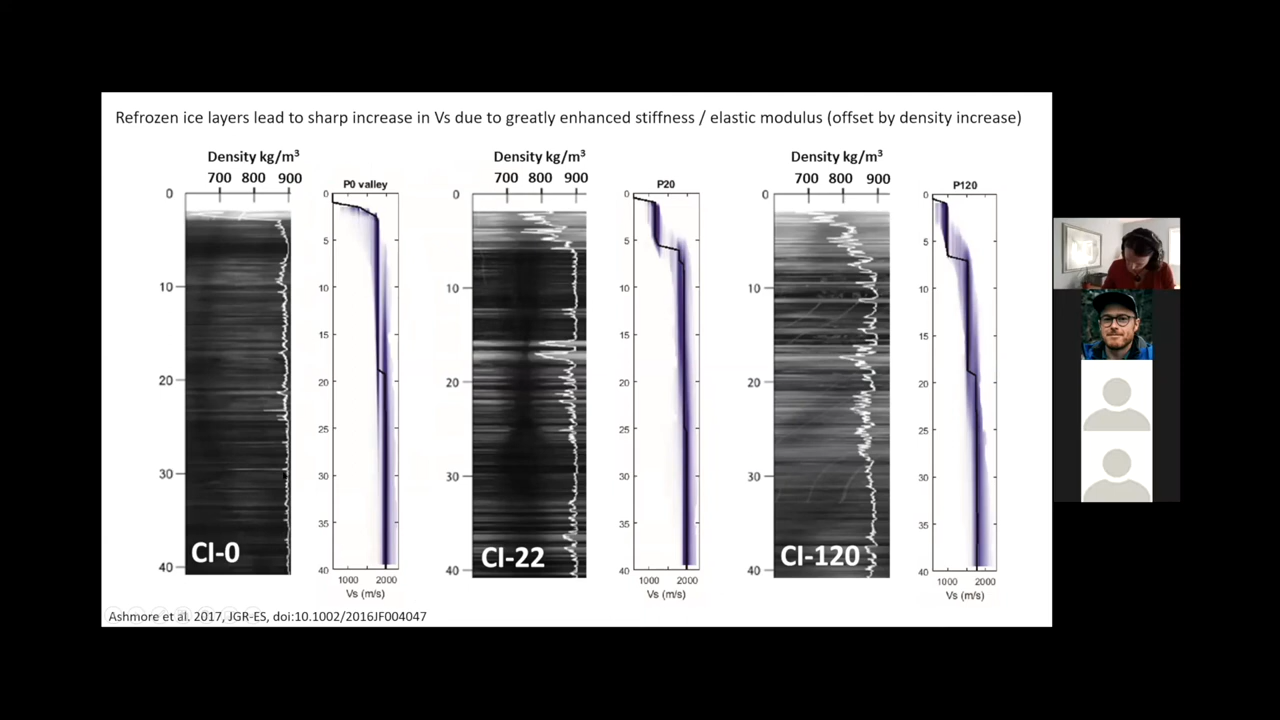 Refrozen ice layers lead to sharp increase in Vs due to greatly enhanced stiffness / elastic modulus (offset by density increase)
Density kg/m³
700 800 900
0
10
20
30
40
CI-0
P0 valley
0
5
10
15
20
25
30
35
40
1000 2000
Vs (m/s)
Density kg/m³
700 800 900
0
10
20
30
40
CI-22
P20
0
5
10
15
20
25
30
35
40
1000 2000
Vs (m/s)
Density kg/m³
700 800 900
0
10
20
30
40
CI-120
P120
0
5
10
15
20
25
30
35
40
1000 2000
Vs (m/s)
Ashmore et al. 2017, JGR-ES, doi:10.1002/2016JF004047